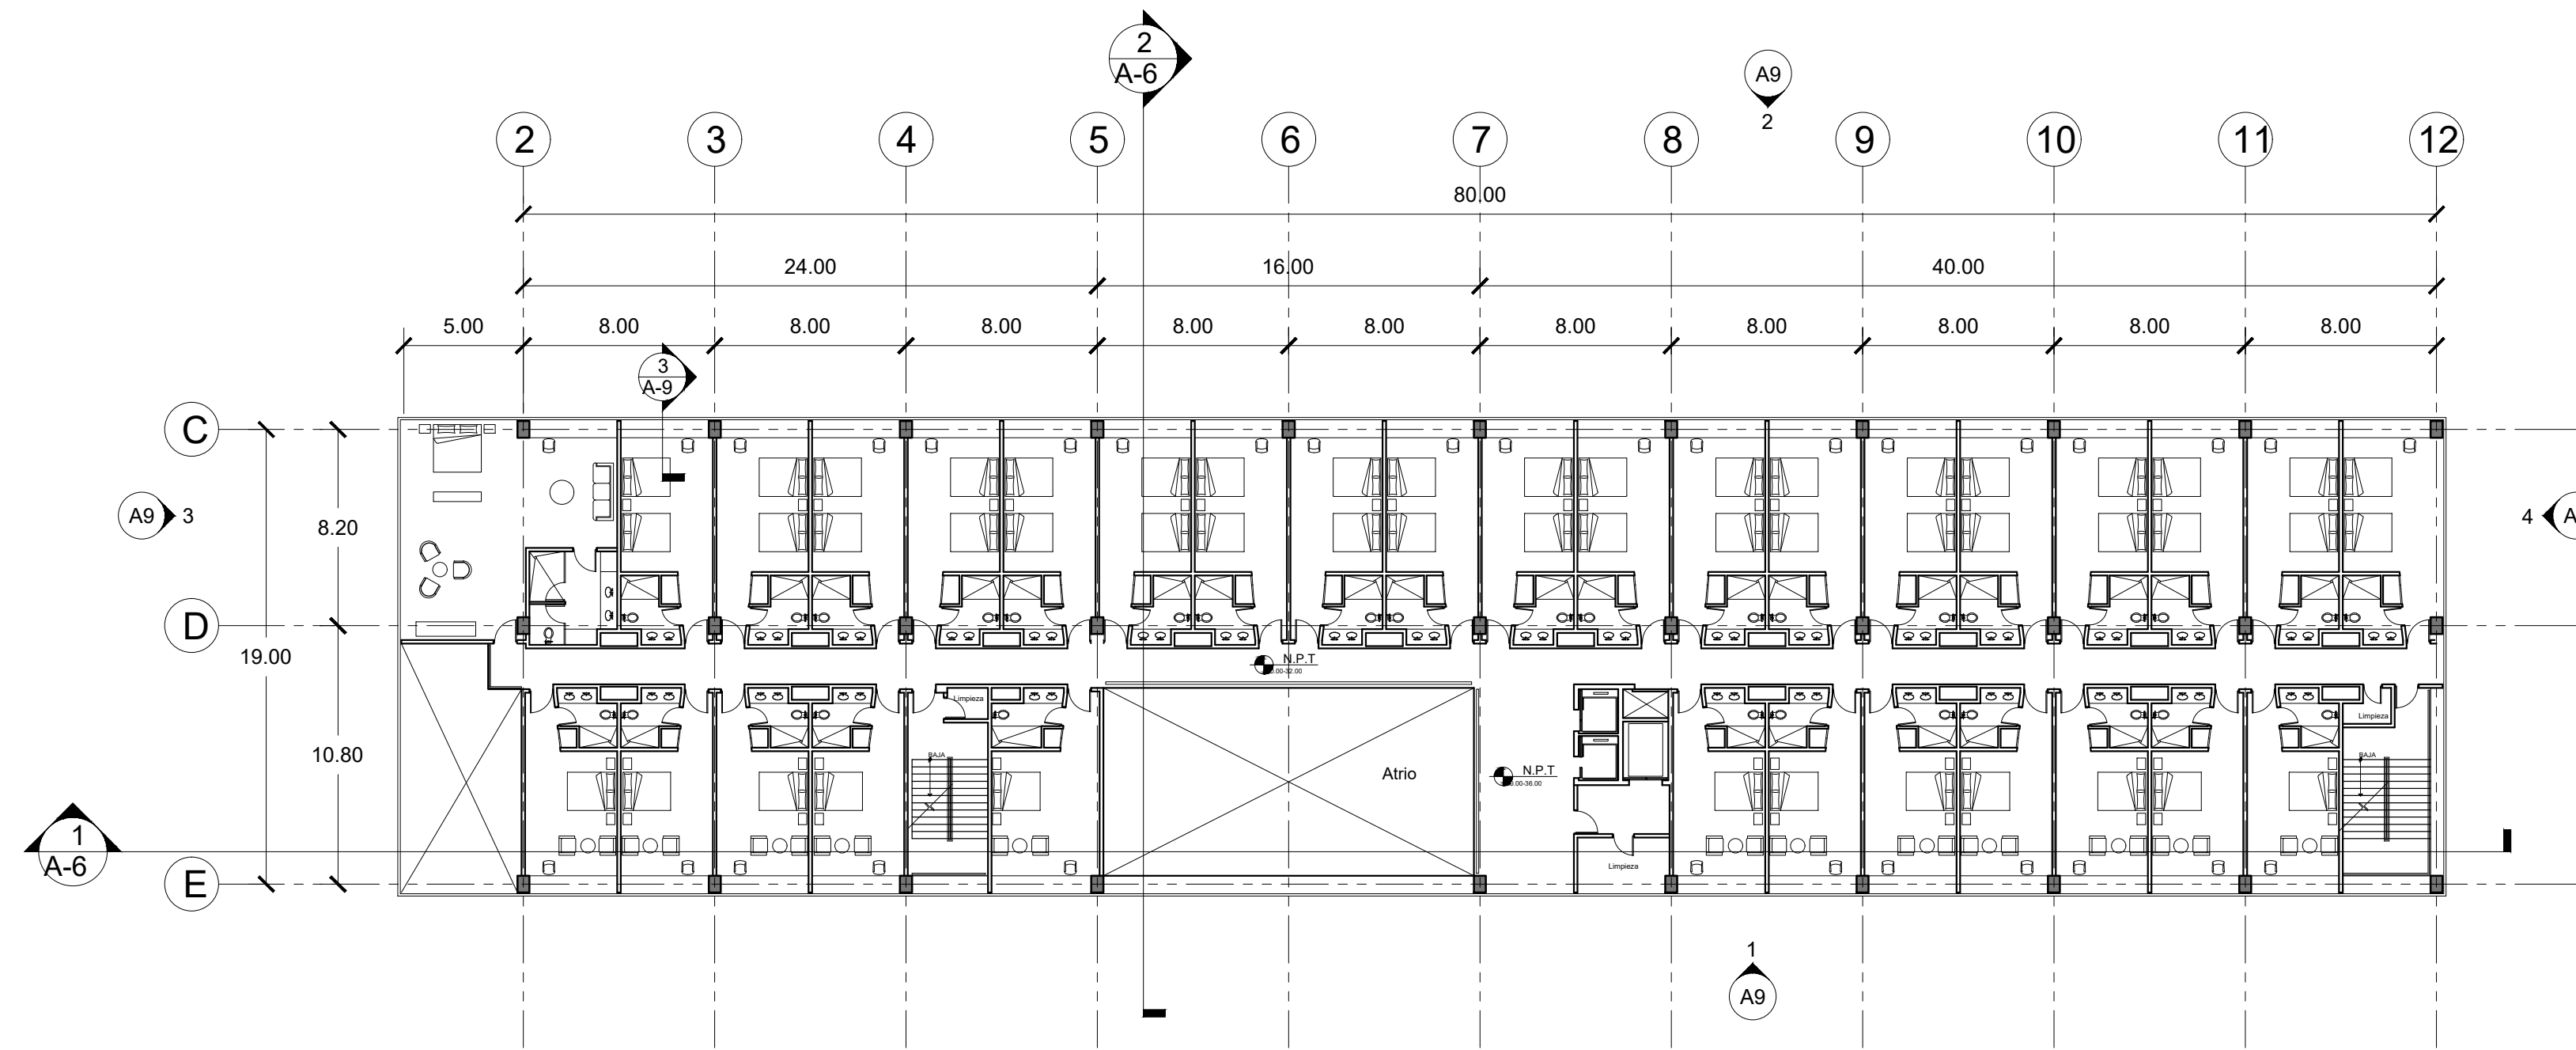 2
A-6
A9
2
2 3 4 5 6 7 8 9 10 11 12
80.00
24.00 16.00 40.00
5.00 8.00 8.00 8.00 8.00 8.00 8.00 8.00 8.00 8.00 8.00
3
A-9
C
A9 3
8.20
4 A
D
19.00
N.P.T
Limpieza
Limpieza
10.80
BAJA
BAJA
Atrio
N.P.T
1
A-6
Limpieza
E
1
A9